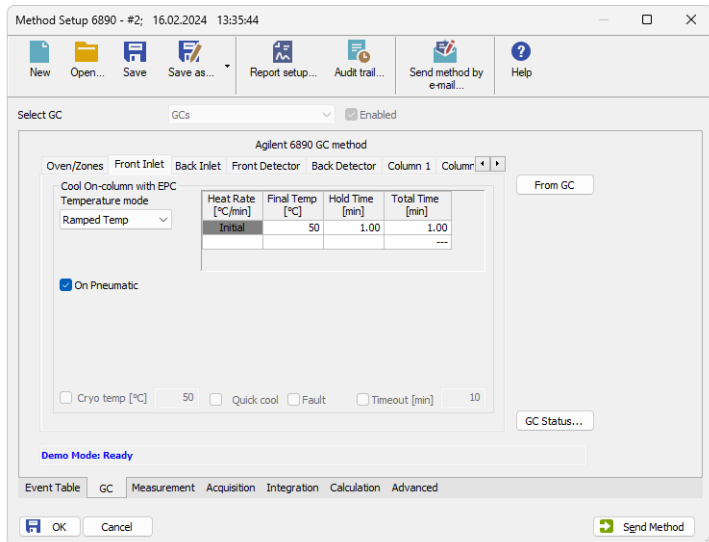 Method Setup 6890 - #2; 16.02.2024 13:35:44
New Open... Save Save as... Report setup... Audit trail... Send method by e-mail... Help
Select GC GCs Enabled
Agilent 6890 GC method
Oven/Zones Front Inlet Back Inlet Front Detector Back Detector Column 1 Column
From GC
Cool On-column with EPC
Temperature mode
Ramped Temp
Heat Rate [°C/min] Final Temp [°C] Hold Time [min] Total Time [min]
Initial 50 1.00 1.00
---
On Pneumatic
Cryo temp [°C] 50 Quick cool Fault Timeout [min] 10
GC Status...
Demo Mode: Ready
Event Table GC Measurement Acquisition Integration Calculation Advanced
OK Cancel Send Method